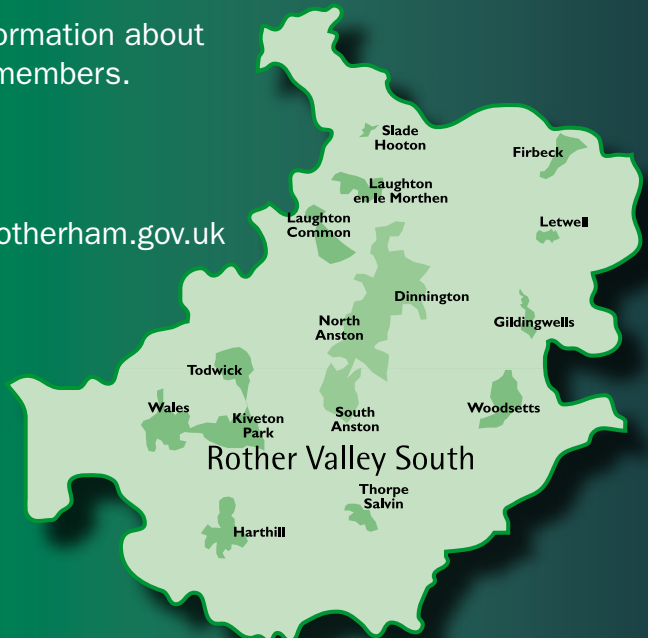 ormation about
members.
otherham.gov.uk
Slade
Hooton
Firbeck
Laughton
en le Morthen
Laughton
Common
Letwell
Dinnington
North
Anston
Gildingwells
Todwick
Wales
Kiveton
Park
South
Anston
Woodsetts
Rother Valley South
Thorpe
Salvin
Harthill